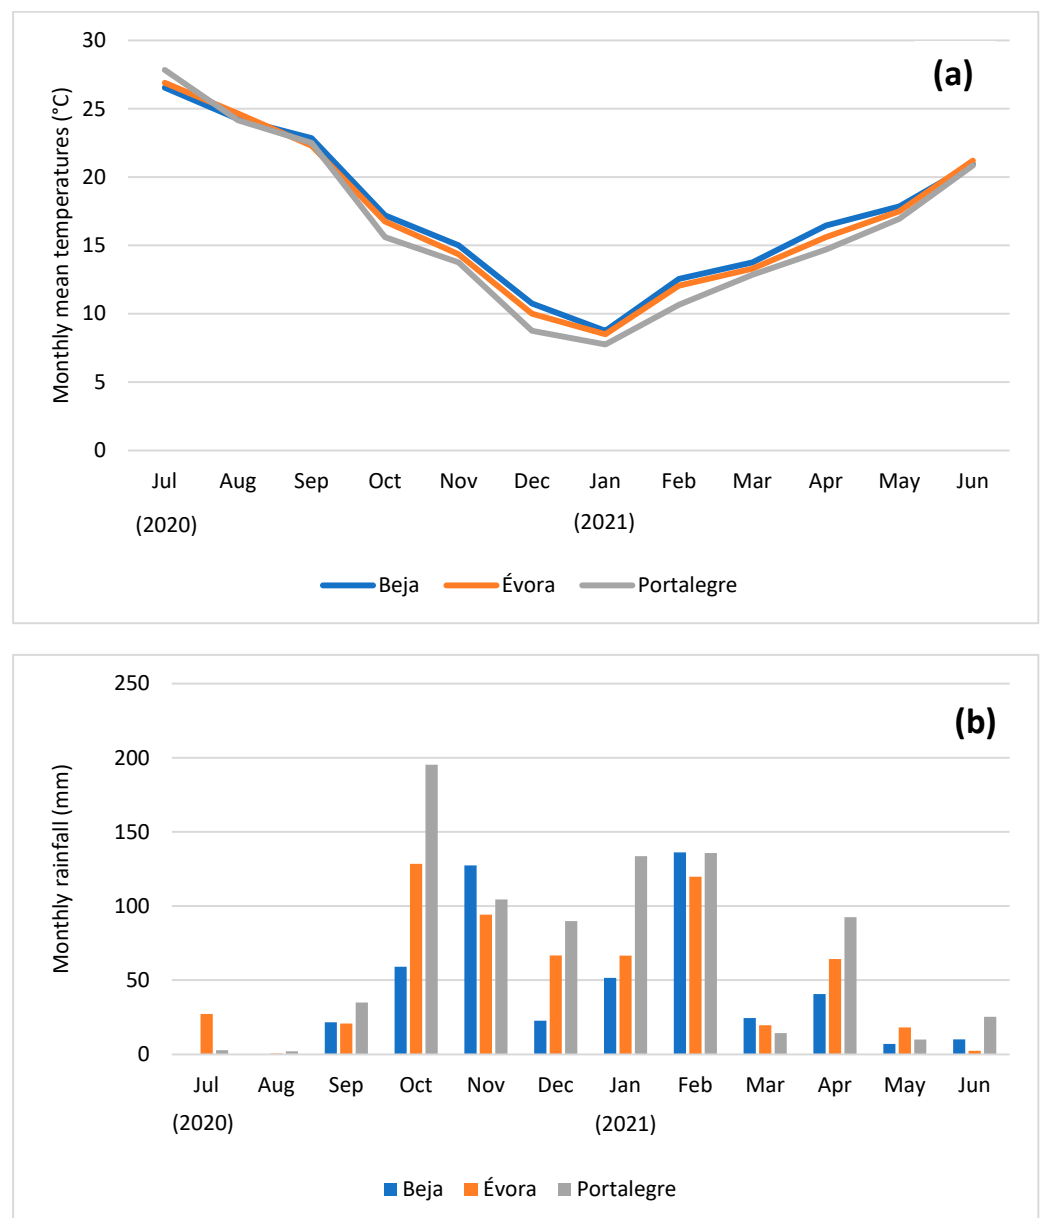 30
(a)
25
20
15
10
5
0
Monthly mean temperatures (°C)
Jul Aug Sep Oct Nov Dec Jan Feb Mar Apr May Jun
(2020) (2021)
Beja Évora Portalegre
250
(b)
200
150
100
50
0
Monthly rainfall (mm)
Jul Aug Sep Oct Nov Dec Jan Feb Mar Apr May Jun
(2020) (2021)
Beja Évora Portalegre